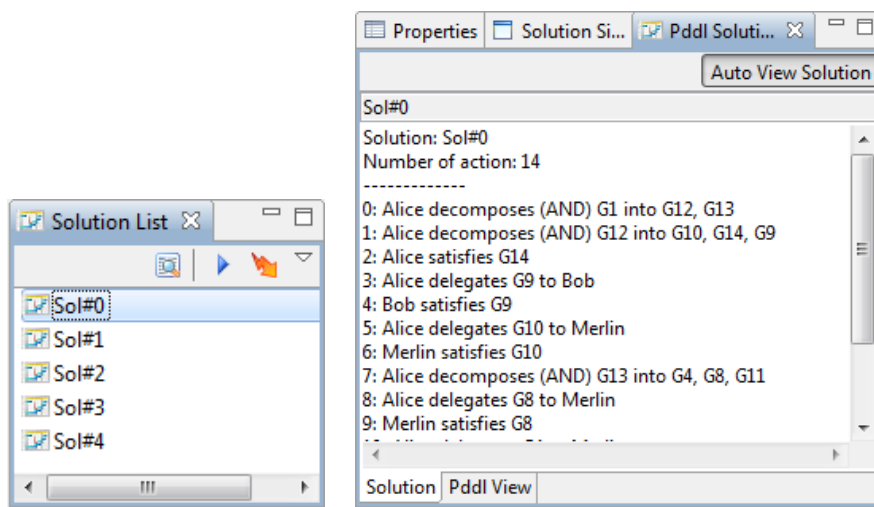 Solution List
Sol#0
Sol#1
Sol#2
Sol#3
Sol#4
Properties
Solution Si...
Pddl Soluti...
Auto View Solution
Sol#0
Solution: Sol#0
Number of action: 14
-------------
0: Alice decomposes (AND) G1 into G12, G13
1: Alice decomposes (AND) G12 into G10, G14, G9
2: Alice satisfies G14
3: Alice delegates G9 to Bob
4: Bob satisfies G9
5: Alice delegates G10 to Merlin
6: Merlin satisfies G10
7: Alice decomposes (AND) G13 into G4, G8, G11
8: Alice delegates G8 to Merlin
9: Merlin satisfies G8
Solution
Pddl View